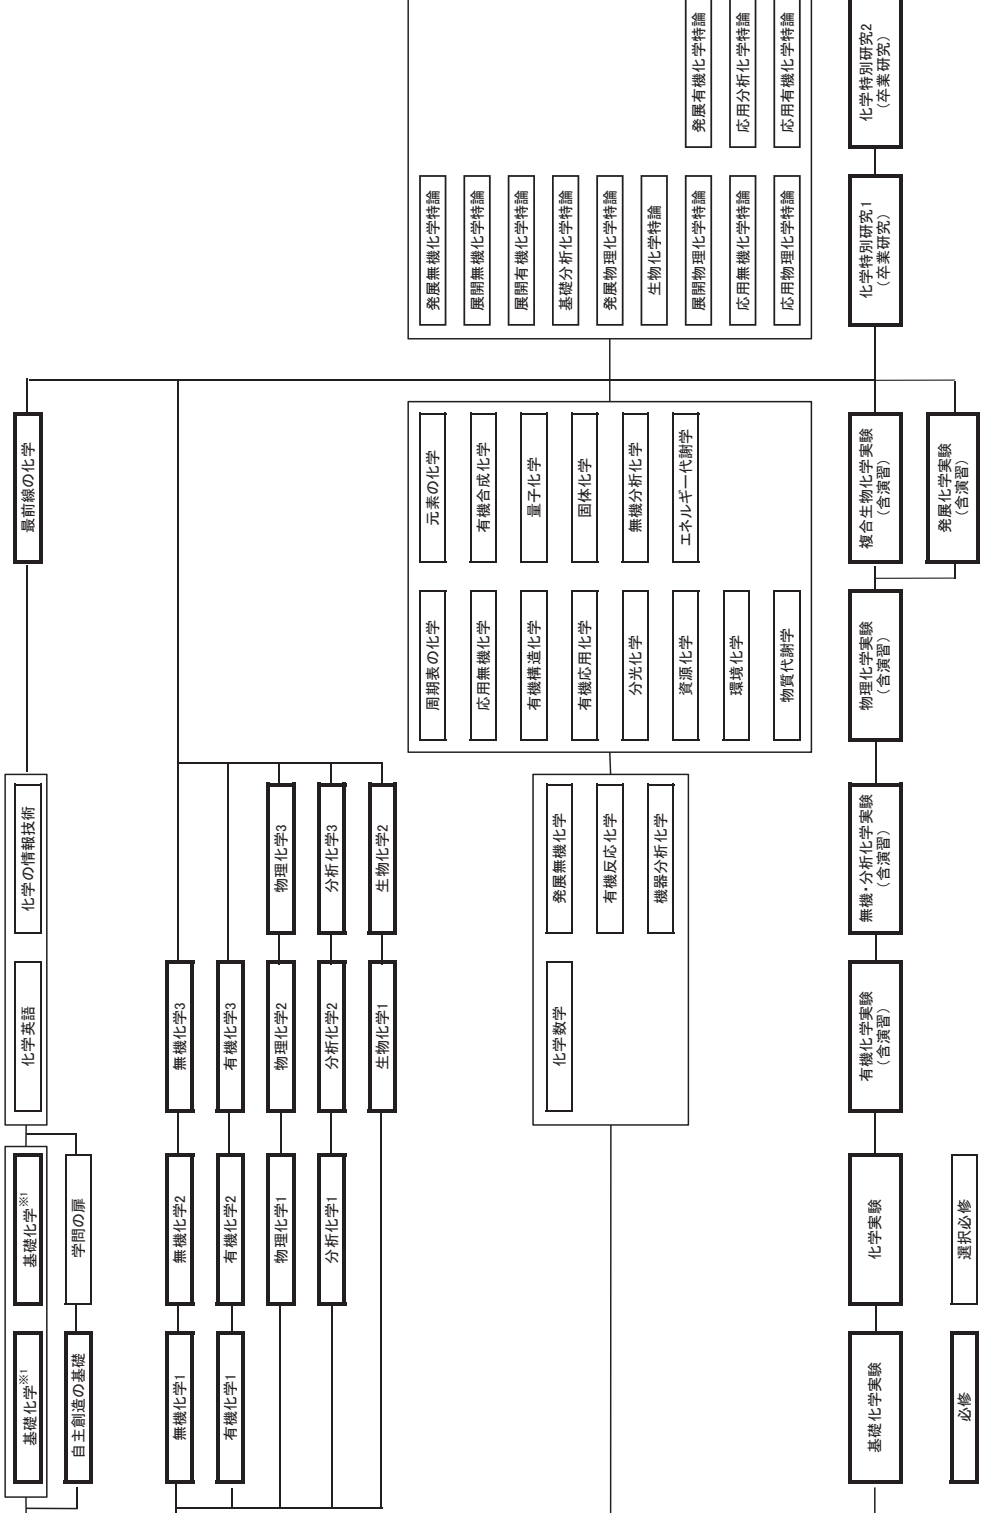 基礎化学※1
基礎化学※1
化学英語
化学の情報技術
最前線の化学
自主創造の基礎
学問の扉
無機化学1
無機化学2
無機化学3
有機化学1
有機化学2
有機化学3
物理化学1
物理化学2
物理化学3
分析化学1
分析化学2
分析化学3
生物化学1
生物化学2
化学数学
発展無機化学
有機反応化学
機器分析化学
周期表の化学
元素の化学
応用無機化学
有機合成化学
有機構造化学
量子化学
有機応用化学
固体化学
分光化学
無機分析化学
資源化学
エネルギー代謝学
環境化学
物質代謝学
発展無機化学特論
展開無機化学特論
展開有機化学特論
基礎分析化学特論
発展物理化学特論
生物化学特論
展開物理化学特論
発展有機化学特論
応用無機化学特論
応用分析化学特論
応用物理化学特論
応用有機化学特論
基礎化学実験
化学実験
有機化学実験
（含演習）
無機・分析化学実験
（含演習）
物理化学実験
（含演習）
複合生物化学実験
（含演習）
発展化学実験
（含演習）
化学特別研究1
（卒業研究）
化学特別研究2
（卒業研究）
必修
選択必修